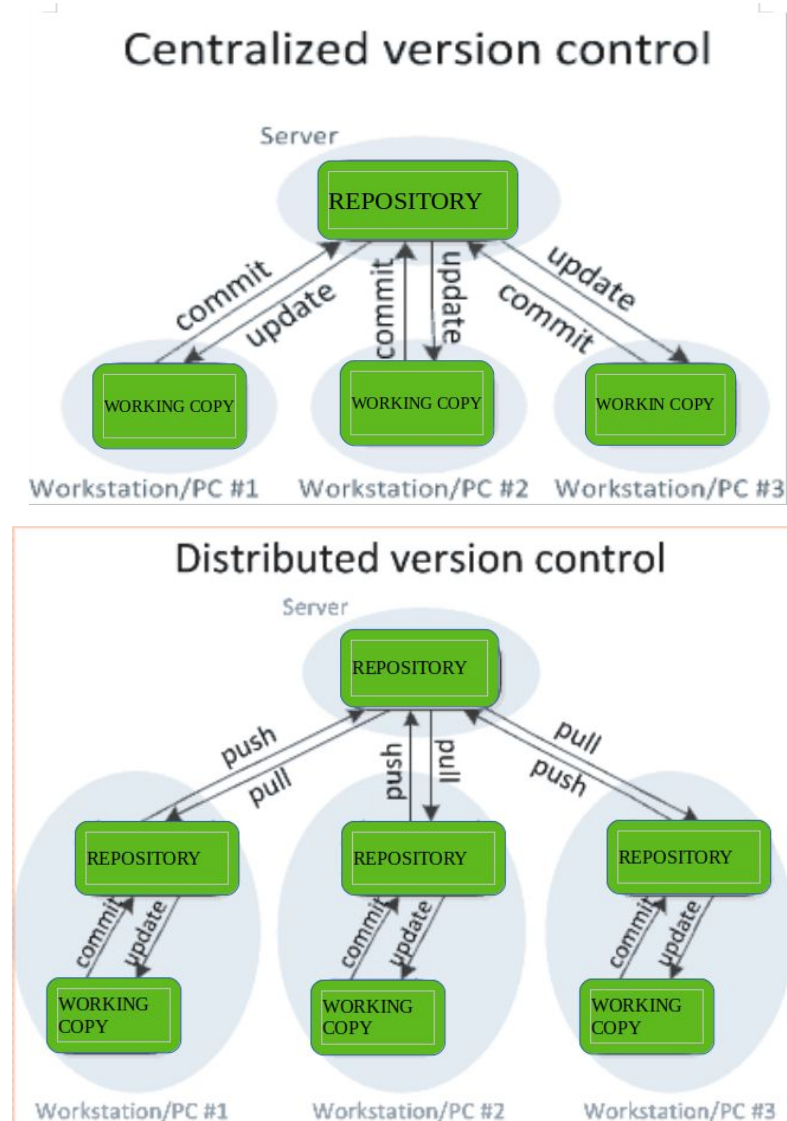 Centralized version control
Server
REPOSITORY
commit
update
commit
update
update
commit
WORKING COPY
WORKING COPY
WORKIN COPY
Workstation/PC #1
Workstation/PC #2
Workstation/PC #3
Distributed version control
Server
REPOSITORY
push
pull
push
pull
pull
push
REPOSITORY
REPOSITORY
REPOSITORY
commit
update
commit
update
commit
update
WORKING
COPY
WORKING
COPY
WORKING
COPY
Workstation/PC #1
Workstation/PC #2
Workstation/PC #3